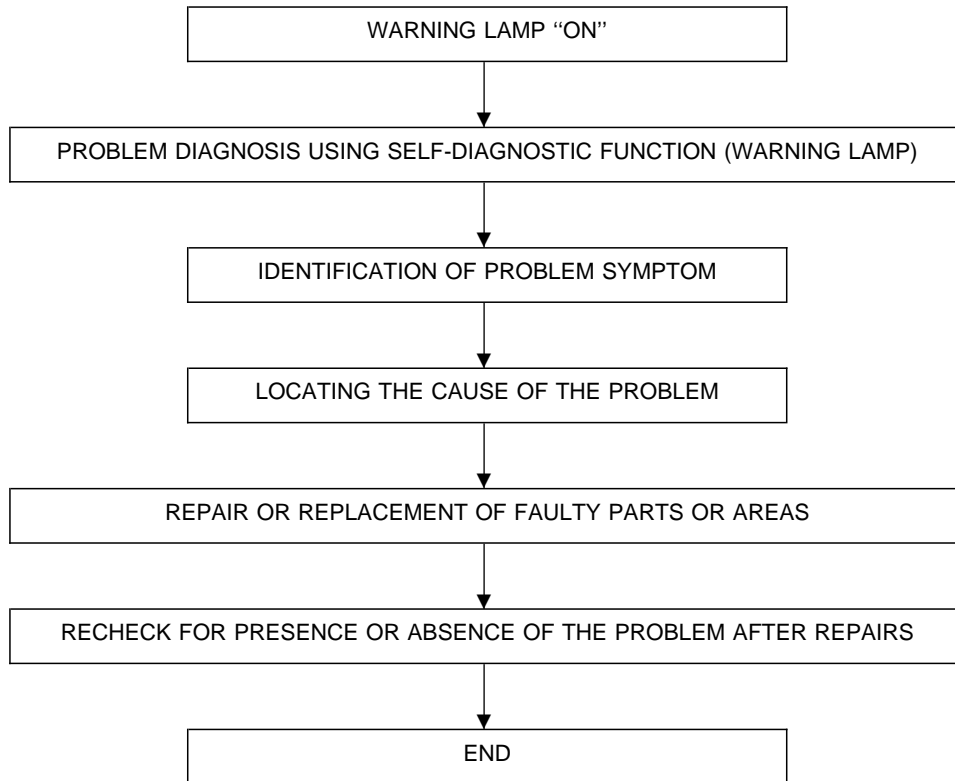 WARNING LAMP “ON”
PROBLEM DIAGNOSIS USING SELF-DIAGNOSTIC FUNCTION (WARNING LAMP)
IDENTIFICATION OF PROBLEM SYMPTOM
LOCATING THE CAUSE OF THE PROBLEM
REPAIR OR REPLACEMENT OF FAULTY PARTS OR AREAS
RECHECK FOR PRESENCE OR ABSENCE OF THE PROBLEM AFTER REPAIRS
END